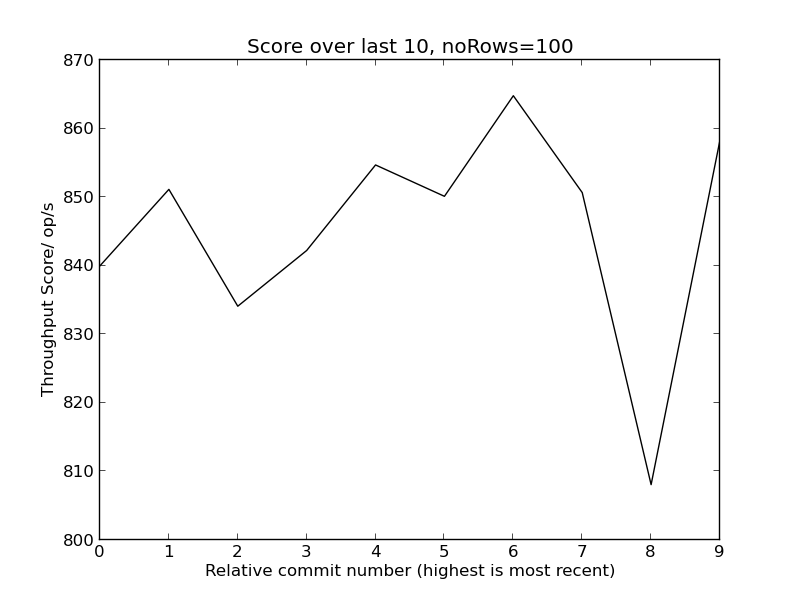 Score over last 10, noRows=100
870
860
850
840
830
820
810
800
Throughput Score/ op/s
0 1 2 3 4 5 6 7 8 9
Relative commit number (highest is most recent)